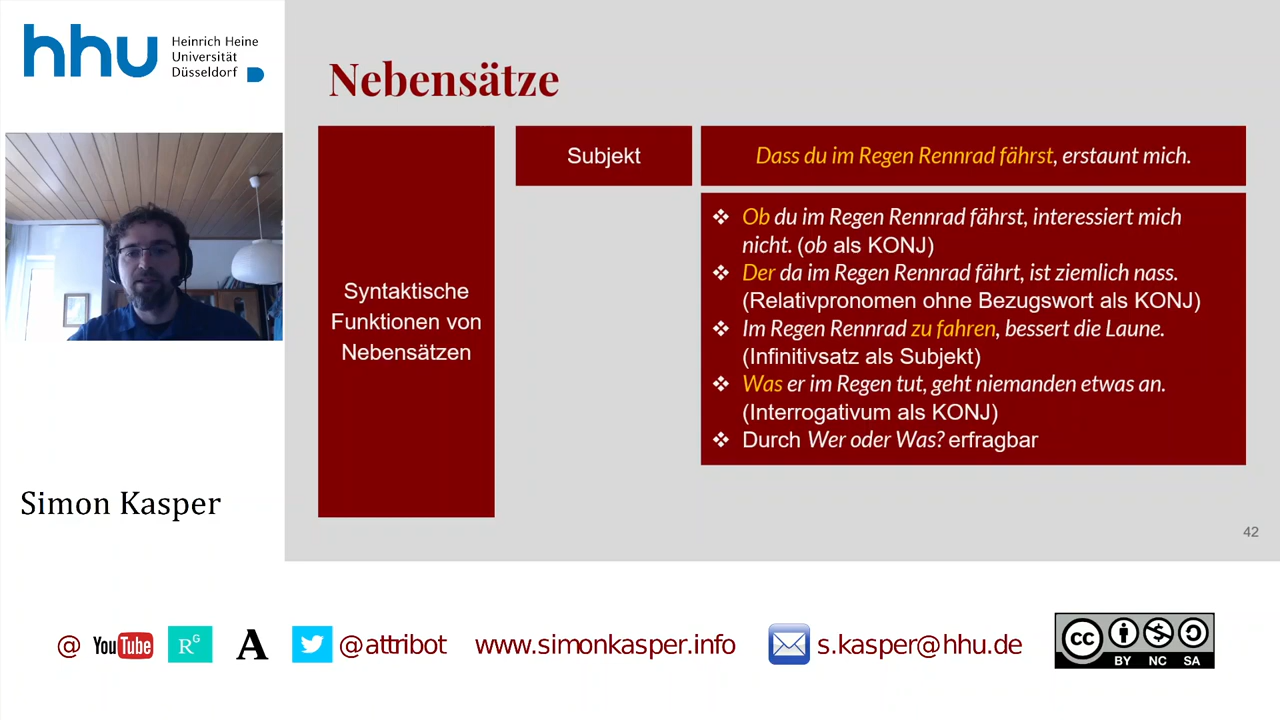 hhu
Heinrich Heine
Universität
Düsseldorf
Nebensätze
Syntaktische
Funktionen von
Nebensätzen
Subjekt
Dass du im Regen Rennrad fährst, erstaunt mich.
❖ Ob du im Regen Rennrad fährst, interessiert mich
nicht. (ob als KONJ)
❖ Der da im Regen Rennrad fährt, ist ziemlich nass.
(Relativpronomen ohne Bezugswort als KONJ)
❖ Im Regen Rennrad zu fahren, bessert die Laune.
(Infinitivsatz als Subjekt)
❖ Was er im Regen tut, geht niemanden etwas an.
(Interrogativum als KONJ)
❖ Durch Wer oder Was? erfragbar
Simon Kasper
42
@ YouTube RG A @attribot www.simonkasper.info s.kasper@hhu.de
cc BY NC SA